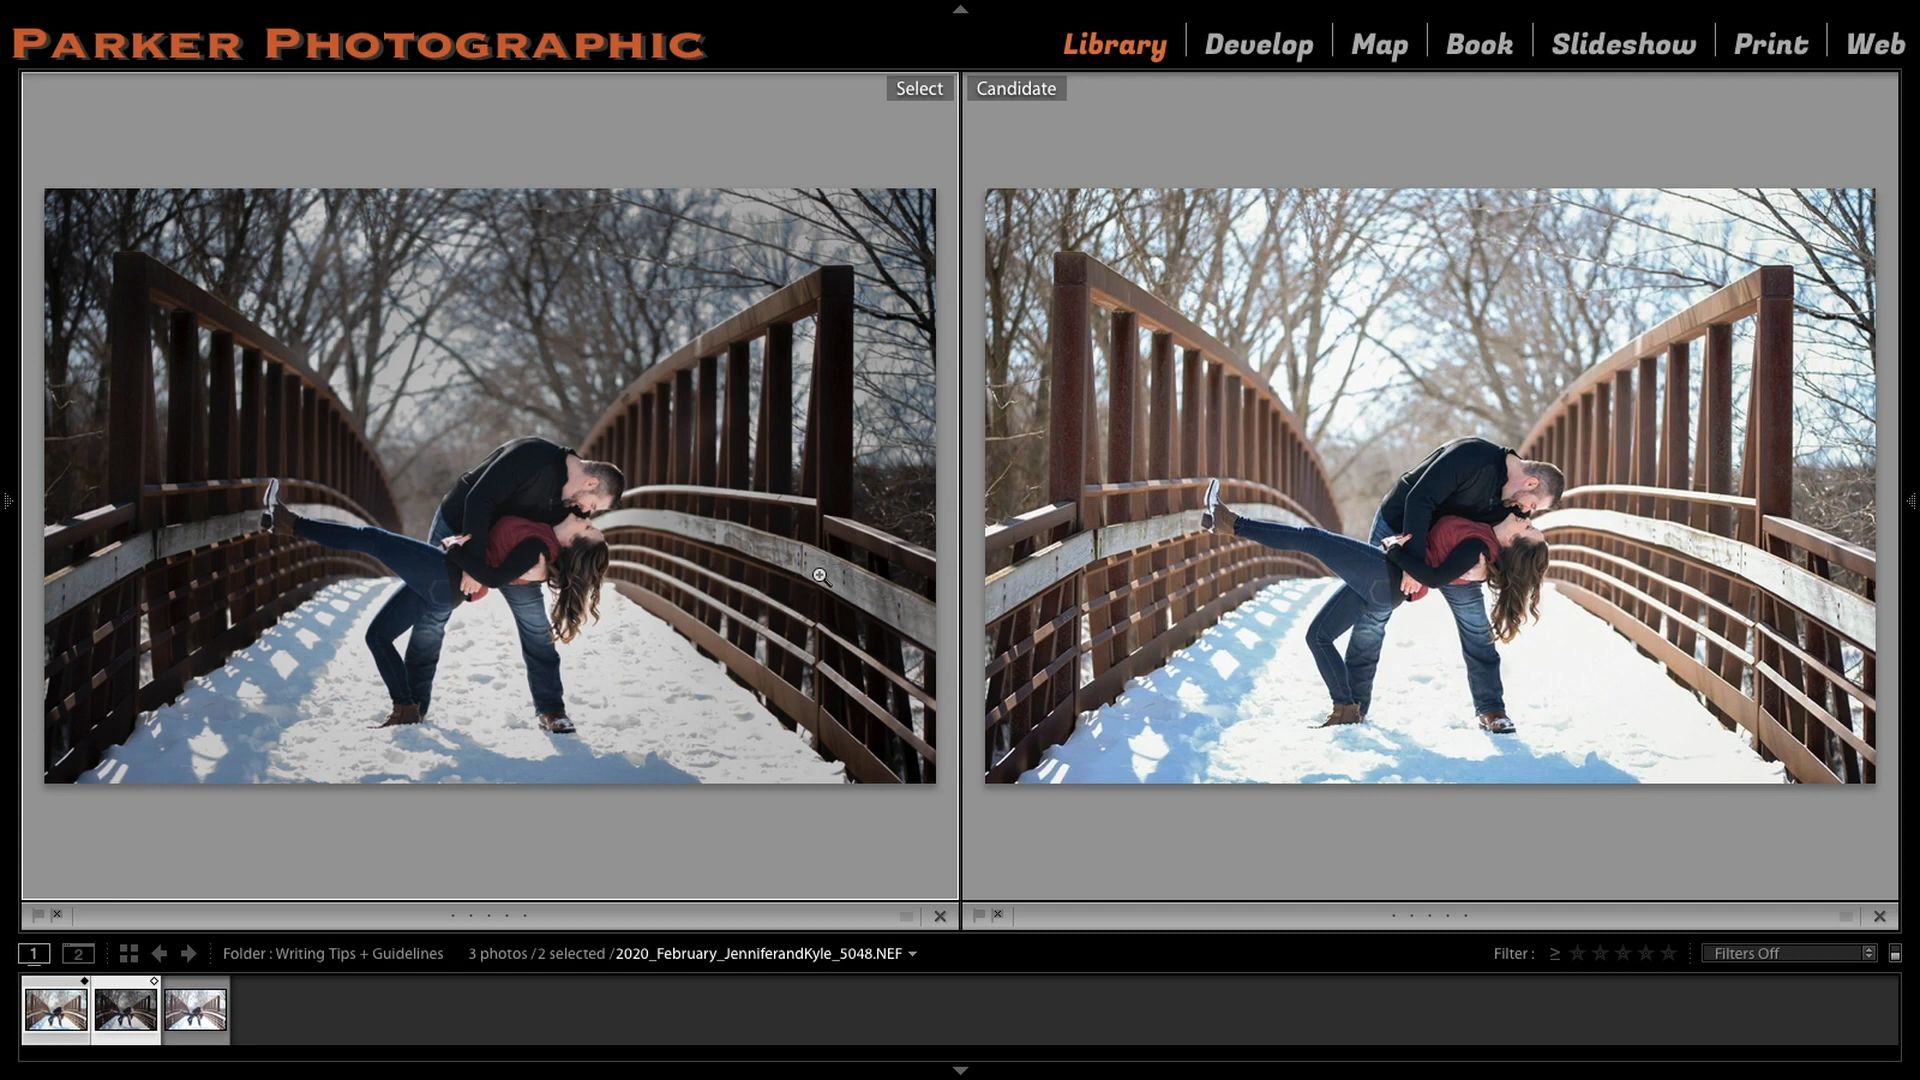 PARKER PHOTOGRAPHIC
Library Develop Map Book Slideshow Print Web
Select Candidate
1 2 Folder : Writing Tips + Guidelines 3 photos / 2 selected / 2020_February_JenniferandKyle_5048.NEF Filter : ≥ Filters Off